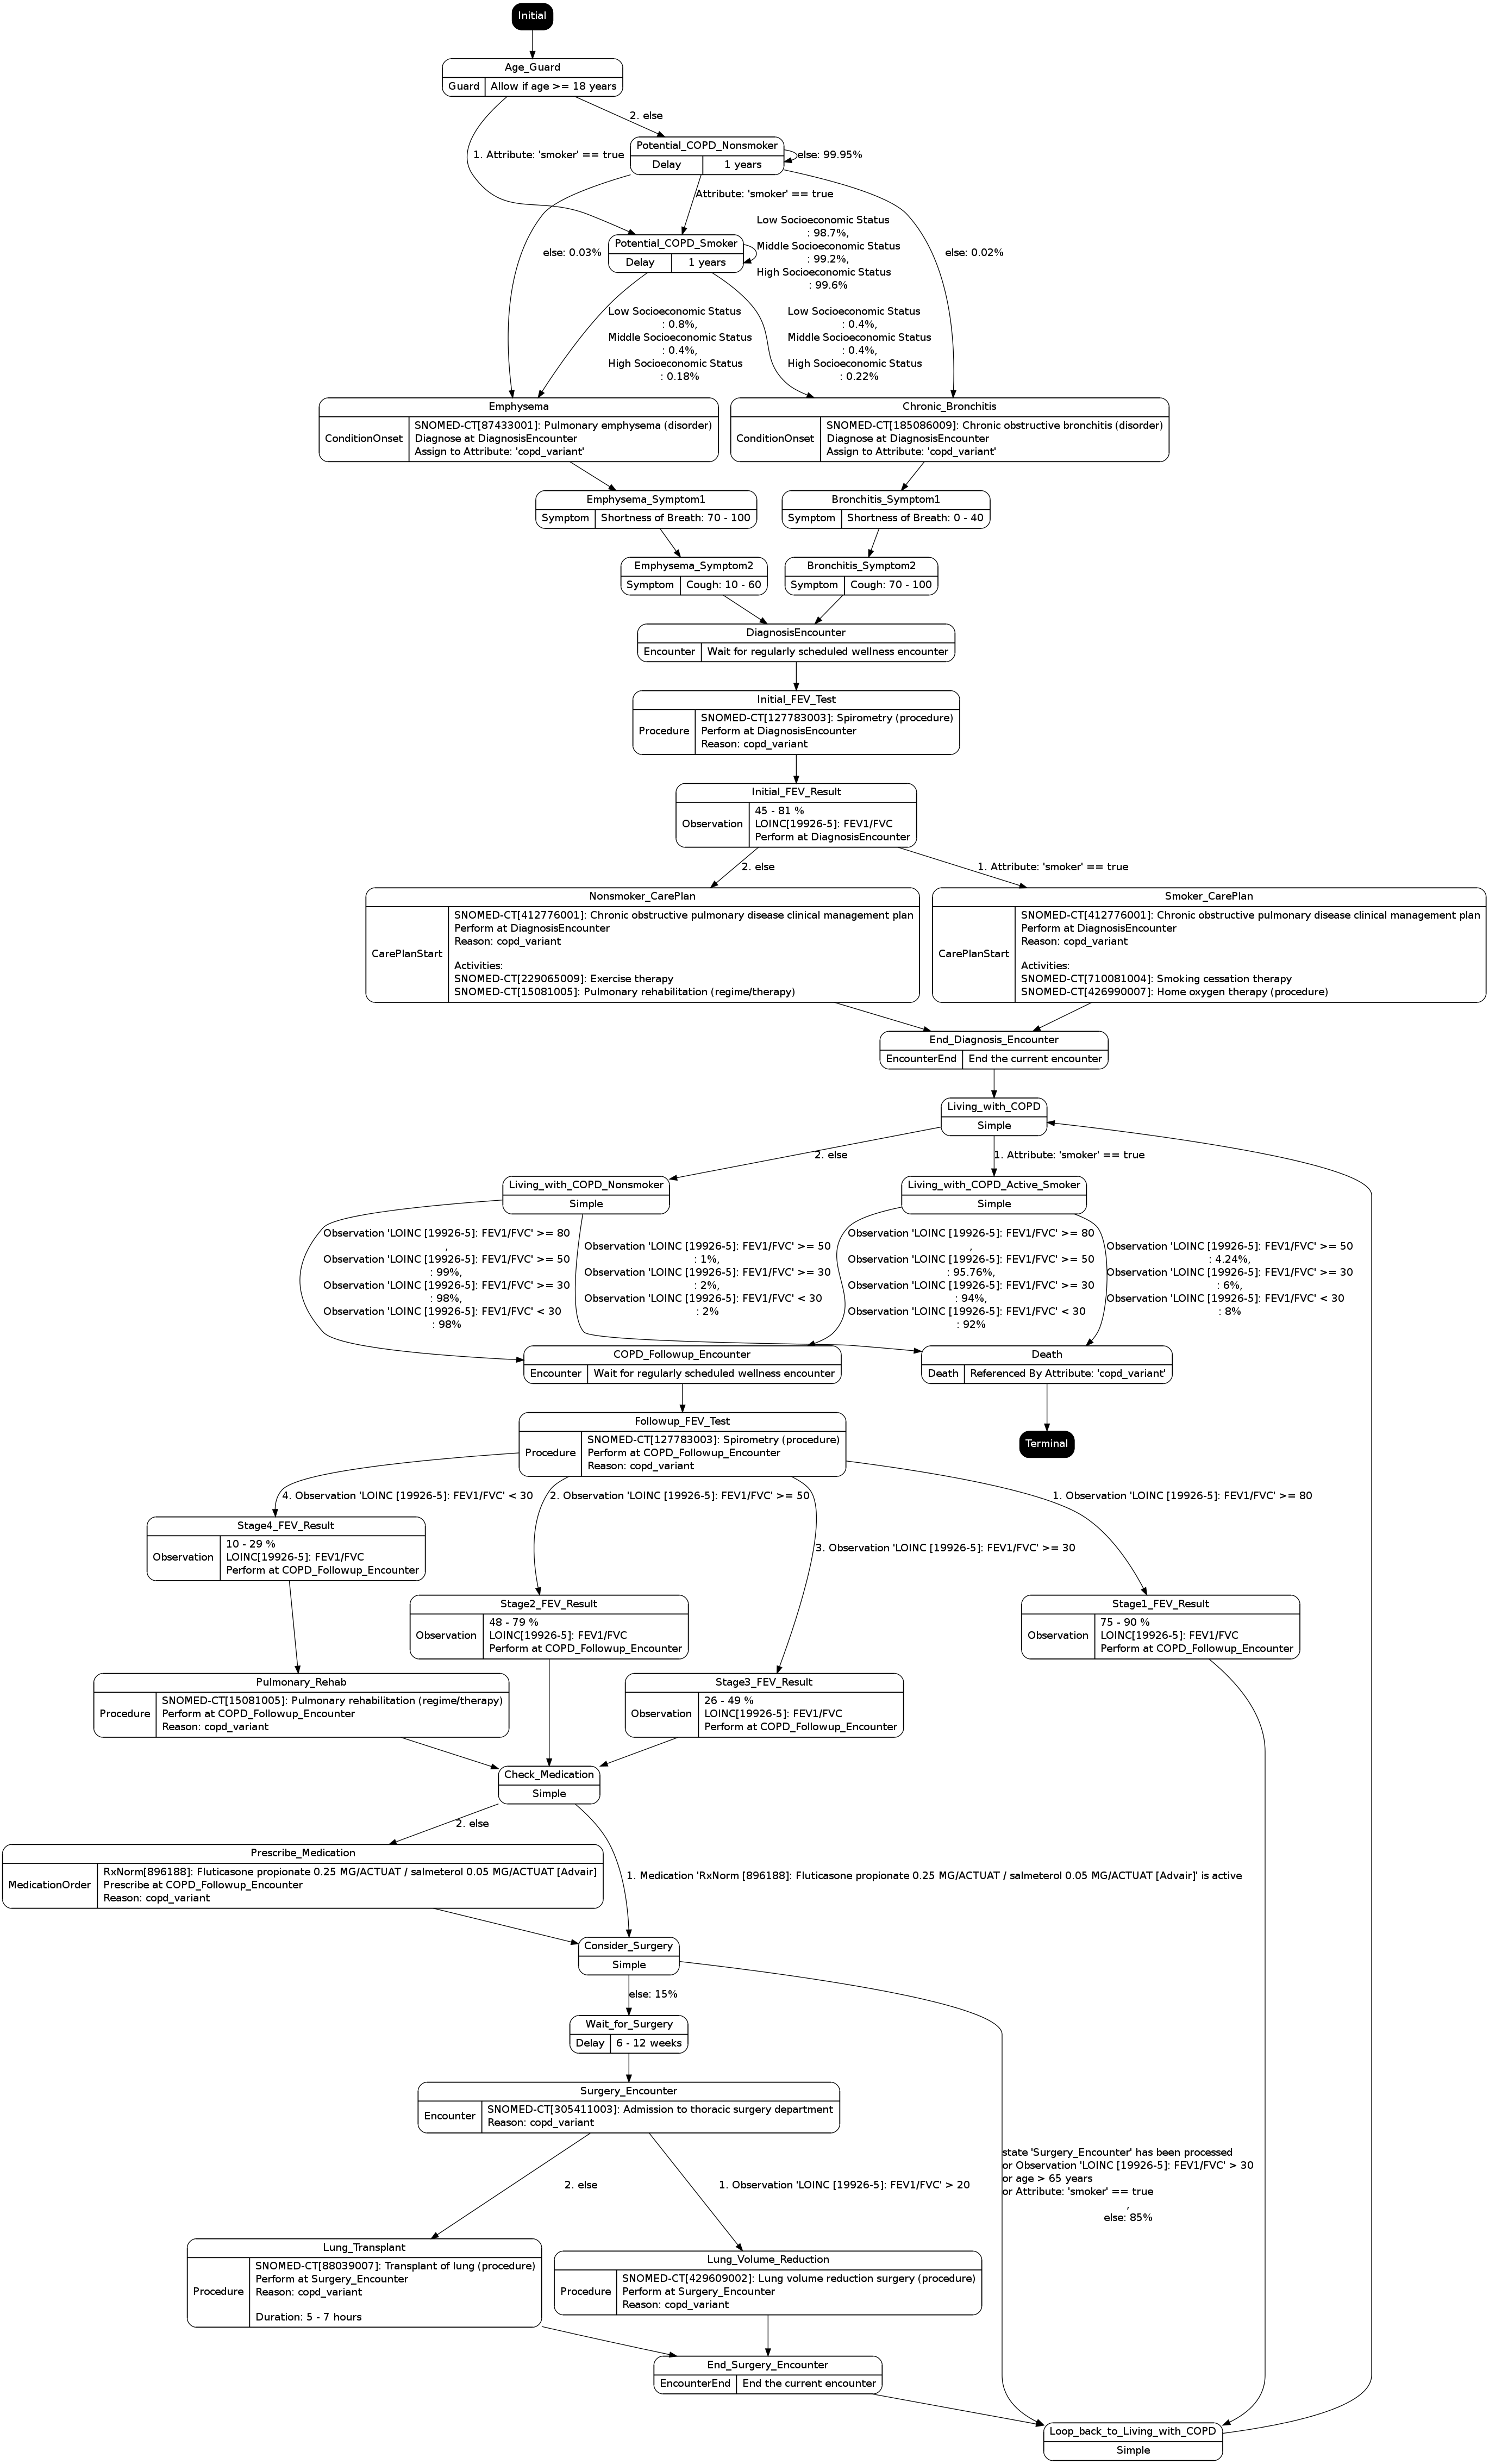 Initial
Age_Guard
Guard
Allow if age >= 18 years
2. else
1. Attribute: 'smoker' == true
Potential_COPD_Nonsmoker
Delay
1 years
else: 99.95%
Attribute: 'smoker' == true
Low Socioeconomic Status
: 98.7%,
Middle Socioeconomic Status
: 99.2%,
High Socioeconomic Status
: 99.6%
Potential_COPD_Smoker
Delay
1 years
else: 0.03%
else: 0.02%
Low Socioeconomic Status
: 0.8%,
Middle Socioeconomic Status
: 0.4%,
High Socioeconomic Status
: 0.18%
Low Socioeconomic Status
: 0.4%,
Middle Socioeconomic Status
: 0.4%,
High Socioeconomic Status
: 0.22%
Emphysema
ConditionOnset
SNOMED-CT[87433001]: Pulmonary emphysema (disorder)
Diagnose at DiagnosisEncounter
Assign to Attribute: 'copd_variant'
Chronic_Bronchitis
ConditionOnset
SNOMED-CT[185086009]: Chronic obstructive bronchitis (disorder)
Diagnose at DiagnosisEncounter
Assign to Attribute: 'copd_variant'
Emphysema_Symptom1
Symptom
Shortness of Breath: 70 - 100
Bronchitis_Symptom1
Symptom
Shortness of Breath: 0 - 40
Emphysema_Symptom2
Symptom
Cough: 10 - 60
Bronchitis_Symptom2
Symptom
Cough: 70 - 100
DiagnosisEncounter
Encounter
Wait for regularly scheduled wellness encounter
Initial_FEV_Test
Procedure
SNOMED-CT[127783003]: Spirometry (procedure)
Perform at DiagnosisEncounter
Reason: copd_variant
Initial_FEV_Result
Observation
45 - 81 %
LOINC[19926-5]: FEV1/FVC
Perform at DiagnosisEncounter
2. else
1. Attribute: 'smoker' == true
Nonsmoker_CarePlan
CarePlanStart
SNOMED-CT[412776001]: Chronic obstructive pulmonary disease clinical management plan
Perform at DiagnosisEncounter
Reason: copd_variant
Activities:
SNOMED-CT[229065009]: Exercise therapy
SNOMED-CT[15081005]: Pulmonary rehabilitation (regime/therapy)
Smoker_CarePlan
CarePlanStart
SNOMED-CT[412776001]: Chronic obstructive pulmonary disease clinical management plan
Perform at DiagnosisEncounter
Reason: copd_variant
Activities:
SNOMED-CT[710081004]: Smoking cessation therapy
SNOMED-CT[426990007]: Home oxygen therapy (procedure)
End_Diagnosis_Encounter
EncounterEnd
End the current encounter
Living_with_COPD
Simple
2. else
1. Attribute: 'smoker' == true
Living_with_COPD_Nonsmoker
Simple
Living_with_COPD_Active_Smoker
Simple
Observation 'LOINC [19926-5]: FEV1/FVC' >= 80
,
Observation 'LOINC [19926-5]: FEV1/FVC' >= 50
: 99%,
Observation 'LOINC [19926-5]: FEV1/FVC' >= 30
: 98%,
Observation 'LOINC [19926-5]: FEV1/FVC' < 30
: 98%
Observation 'LOINC [19926-5]: FEV1/FVC' >= 50
: 1%,
Observation 'LOINC [19926-5]: FEV1/FVC' >= 30
: 2%,
Observation 'LOINC [19926-5]: FEV1/FVC' < 30
: 2%
Observation 'LOINC [19926-5]: FEV1/FVC' >= 80
,
Observation 'LOINC [19926-5]: FEV1/FVC' >= 50
: 95.76%,
Observation 'LOINC [19926-5]: FEV1/FVC' >= 30
: 94%,
Observation 'LOINC [19926-5]: FEV1/FVC' < 30
: 92%
Observation 'LOINC [19926-5]: FEV1/FVC' >= 50
: 4.24%,
Observation 'LOINC [19926-5]: FEV1/FVC' >= 30
: 6%,
Observation 'LOINC [19926-5]: FEV1/FVC' < 30
: 8%
COPD_Followup_Encounter
Encounter
Wait for regularly scheduled wellness encounter
Death
Death
Referenced By Attribute: 'copd_variant'
Followup_FEV_Test
Procedure
SNOMED-CT[127783003]: Spirometry (procedure)
Perform at COPD_Followup_Encounter
Reason: copd_variant
Terminal
4. Observation 'LOINC [19926-5]: FEV1/FVC' < 30
2. Observation 'LOINC [19926-5]: FEV1/FVC' >= 50
1. Observation 'LOINC [19926-5]: FEV1/FVC' >= 80
3. Observation 'LOINC [19926-5]: FEV1/FVC' >= 30
Stage4_FEV_Result
Observation
10 - 29 %
LOINC[19926-5]: FEV1/FVC
Perform at COPD_Followup_Encounter
Stage2_FEV_Result
Observation
48 - 79 %
LOINC[19926-5]: FEV1/FVC
Perform at COPD_Followup_Encounter
Stage1_FEV_Result
Observation
75 - 90 %
LOINC[19926-5]: FEV1/FVC
Perform at COPD_Followup_Encounter
Pulmonary_Rehab
Procedure
SNOMED-CT[15081005]: Pulmonary rehabilitation (regime/therapy)
Perform at COPD_Followup_Encounter
Reason: copd_variant
Stage3_FEV_Result
Observation
26 - 49 %
LOINC[19926-5]: FEV1/FVC
Perform at COPD_Followup_Encounter
Check_Medication
Simple
2. else
1. Medication 'RxNorm [896188]: Fluticasone propionate 0.25 MG/ACTUAT / salmeterol 0.05 MG/ACTUAT [Advair]' is active
Prescribe_Medication
MedicationOrder
RxNorm[896188]: Fluticasone propionate 0.25 MG/ACTUAT / salmeterol 0.05 MG/ACTUAT [Advair]
Prescribe at COPD_Followup_Encounter
Reason: copd_variant
Consider_Surgery
Simple
else: 15%
Wait_for_Surgery
Delay
6 - 12 weeks
Surgery_Encounter
Encounter
SNOMED-CT[305411003]: Admission to thoracic surgery department
Reason: copd_variant
state 'Surgery_Encounter' has been processed
or Observation 'LOINC [19926-5]: FEV1/FVC' > 30
or age > 65 years
or Attribute: 'smoker' == true
,
else: 85%
2. else
1. Observation 'LOINC [19926-5]: FEV1/FVC' > 20
Lung_Transplant
Procedure
SNOMED-CT[88039007]: Transplant of lung (procedure)
Perform at Surgery_Encounter
Reason: copd_variant
Duration: 5 - 7 hours
Lung_Volume_Reduction
Procedure
SNOMED-CT[429609002]: Lung volume reduction surgery (procedure)
Perform at Surgery_Encounter
Reason: copd_variant
End_Surgery_Encounter
EncounterEnd
End the current encounter
Loop_back_to_Living_with_COPD
Simple